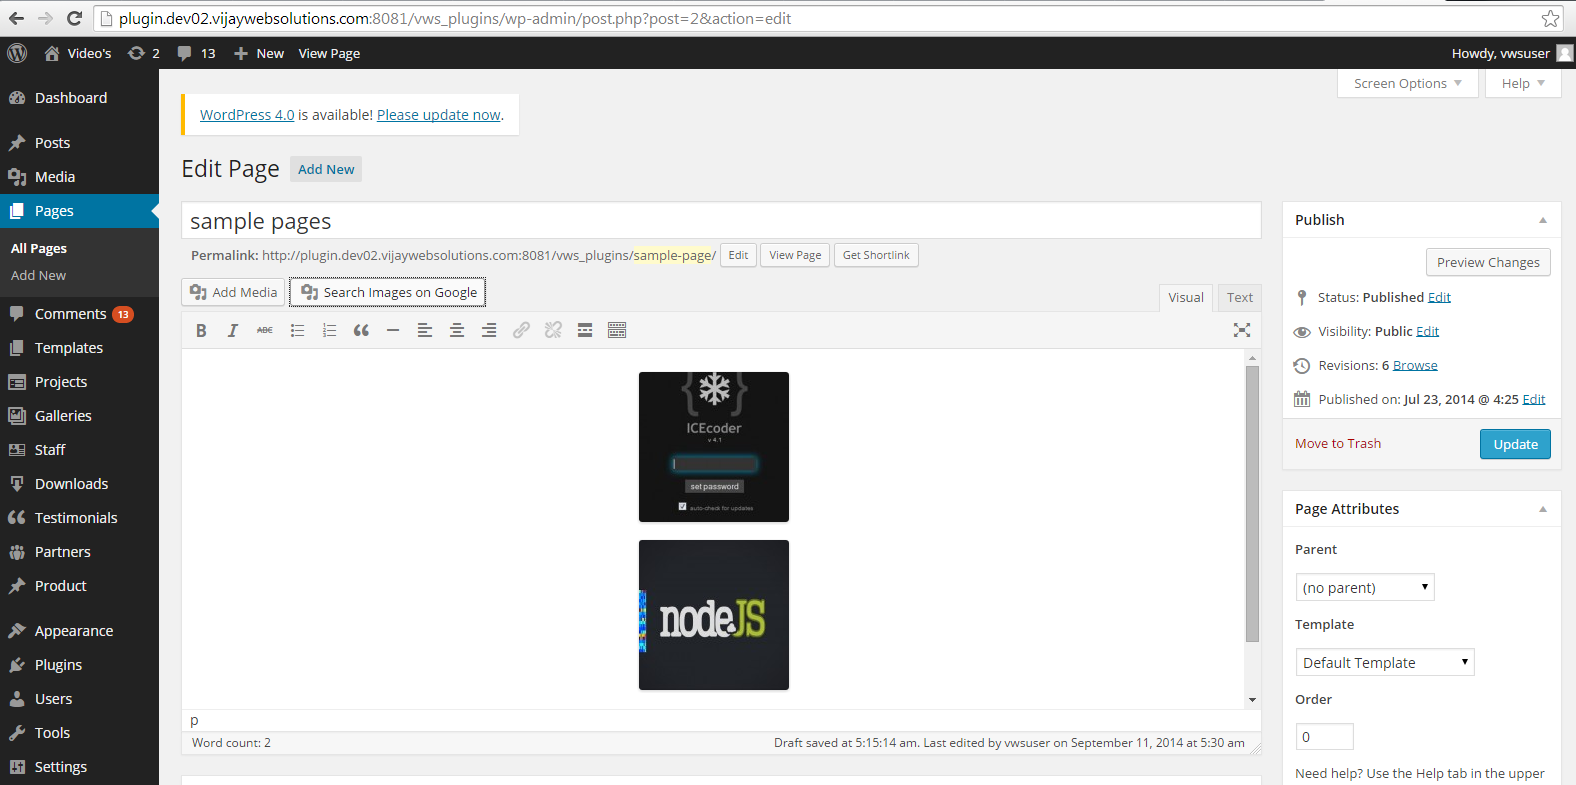 plugin.dev02.vijaywebsolutions.com:8081/vws_plugins/wp-admin/post.php?post=2&action=edit
Video's 2 13 New View Page Howdy, vwsuser
Dashboard
Posts
Media
Pages
All Pages
Add New
Comments 13
Templates
Projects
Galleries
Staff
Downloads
Testimonials
Partners
Product
Appearance
Plugins
Users
Tools
Settings
Screen Options Help
WordPress 4.0 is available! Please update now.
Edit Page Add New
sample pages
Permalink: http://plugin.dev02.vijaywebsolutions.com:8081/vws_plugins/sample-page/ Edit View Page Get Shortlink
Add Media Search Images on Google
Visual Text
B I ABC
ICEcoder
v 4.1
set password
auto-check for updates
nodeJS
p
Word count: 2 Draft saved at 5:15:14 am. Last edited by vwsuser on September 11, 2014 at 5:30 am
Publish
Preview Changes
Status: Published Edit
Visibility: Public Edit
Revisions: 6 Browse
Published on: Jul 23, 2014 @ 4:25 Edit
Move to Trash Update
Page Attributes
Parent
(no parent)
Template
Default Template
Order
0
Need help? Use the Help tab in the upper